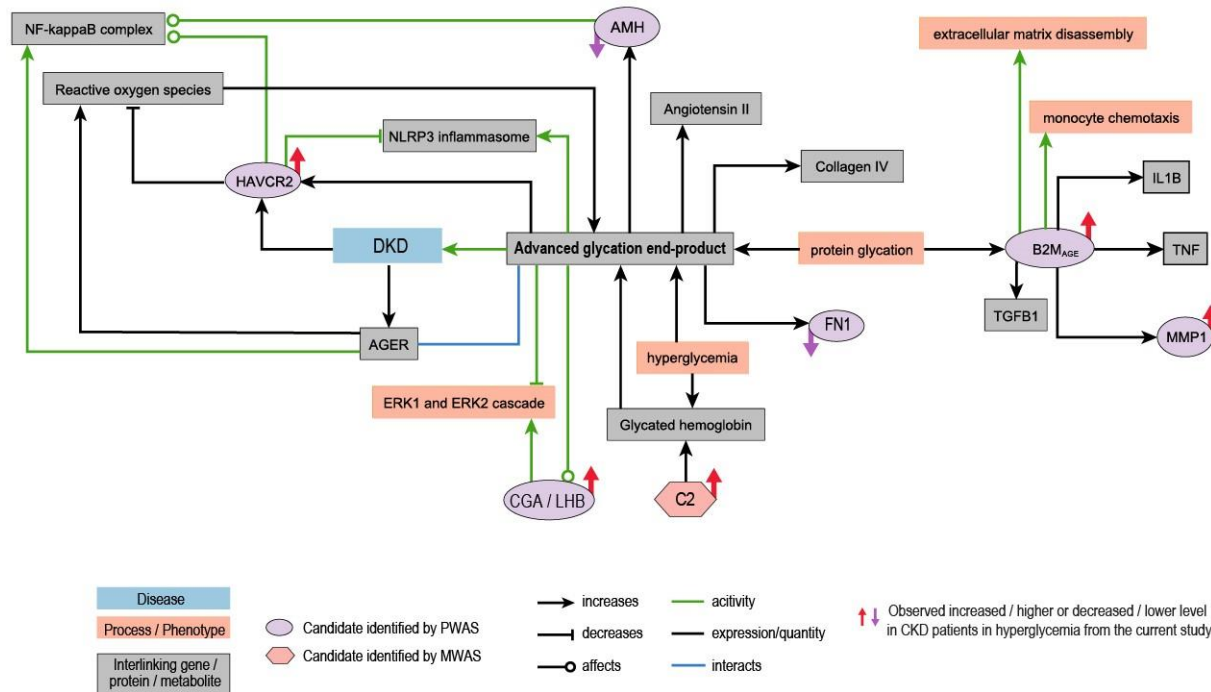 NF-kappaB complex
AMH
extracellular matrix disassembly
Reactive oxygen species
Angiotensin II
monocyte chemotaxis
NLRP3 inflammasome
Collagen IV
IL1B
HAVCR2
DKD
Advanced glycation end-product
protein glycation
B2MAGE
TNF
TGFB1
FN1
MMP1
AGER
hyperglycemia
ERK1 and ERK2 cascade
Glycated hemoglobin
CGA / LHB
C2
Disease
Process / Phenotype
Interlinking gene /
protein / metabolite
Candidate identified by PWAS
Candidate identified by MWAS
increases
decreases
affects
acitivity
expression/quantity
interacts
Observed increased / higher or decreased / lower level
in CKD patients in hyperglycemia from the current study